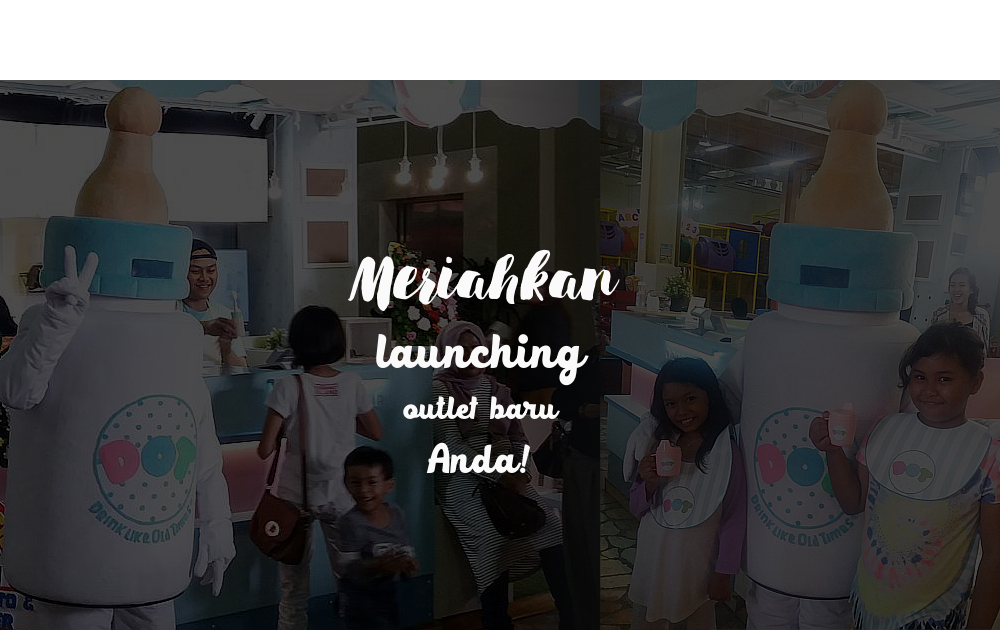 Meriahkan
launching
outlet baru
Anda!
DOT
DRINK LIKE OLD TIMES
DOT
DRINK LIKE OLD TIMES
DOT
DOT
ABC